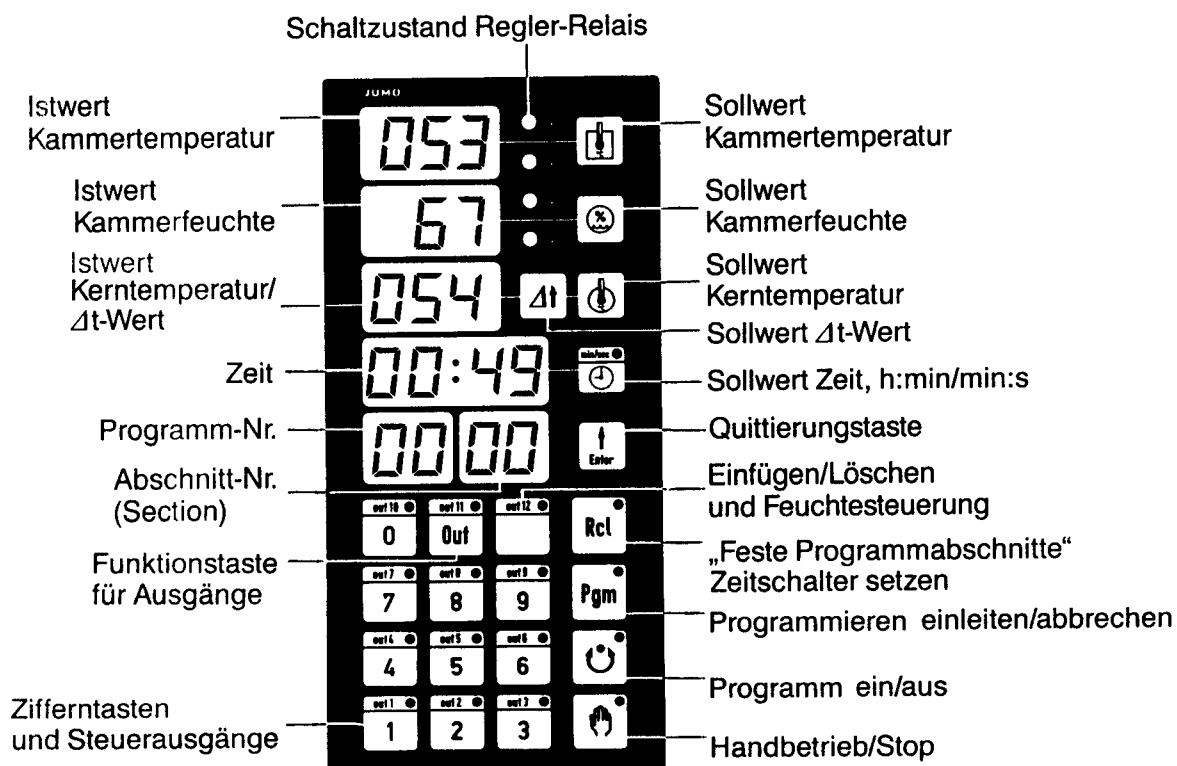 Schaltzustand Regler-Relais
JUMO
Istwert
Kammertemperatur
053
Sollwert
Kammertemperatur
Istwert
Kammerfeuchte
67
%
Sollwert
Kammerfeuchte
Istwert
Kerntemperatur/
Δt-Wert
054
Δt
Sollwert
Kerntemperatur
Sollwert Δt-Wert
Zeit
00:49
min/sec
Sollwert Zeit, h:min/min:s
Programm-Nr.
00
00
Enter
Quittierungstaste
Abschnitt-Nr.
(Section)
Einfügen/Löschen
und Feuchtesteuerung
out 10
out 11
out 12
0
Out
Rcl
Funktionstaste
für Ausgänge
„Feste Programmabschnitte“
Zeitschalter setzen
out 7
out 8
out 9
7
8
9
Pgm
Programmieren einleiten/abbrechen
out 4
out 5
out 6
4
5
6
Programm ein/aus
Zifferntasten
und Steuerausgänge
out 1
out 2
out 3
1
2
3
Handbetrieb/Stop